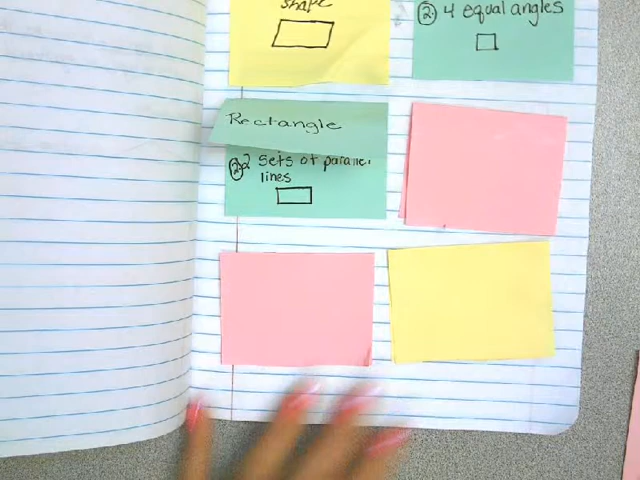 shape
② 4 equal angles
Rectangle
② 2 sets of parallel
lines